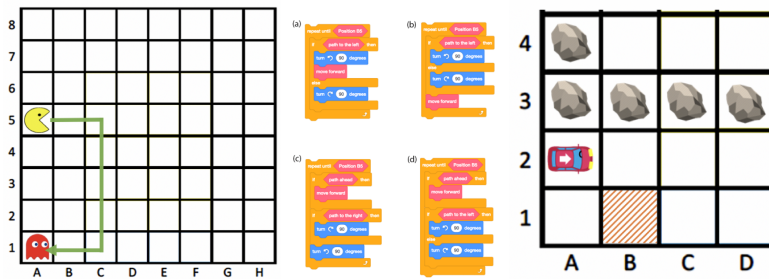 8
7
6
5
4
3
2
1
A B C D E F G H
(a)
repeat until Position B5
if path to the left then
turn ↺ 90 degrees
move forward
else
turn ↻ 90 degrees
(b)
repeat until Position B5
if path to the left then
turn ↺ 90 degrees
else
turn ↻ 90 degrees
move forward
(c)
repeat until Position B5
if path ahead then
move forward
if path to the right then
turn ↻ 90 degrees
turn ↺ 90 degrees
(d)
repeat until Position B5
if path ahead then
move forward
if path to the left then
turn ↺ 90 degrees
else
turn ↻ 90 degrees
4
3
2
1
A B C D